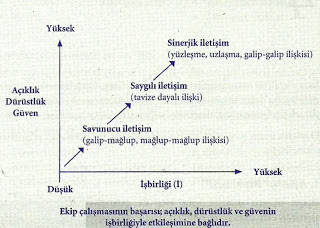 Yüksek
Sinerjik iletişim
(yüzleşme, uzlaşma, galip-galip ilişkisi)
Açıklık
Dürüstlük
Güven
Saygılı iletişim
(tavize dayalı ilişki)
Savunucu iletişim
(galip-mağlup, mağlup-mağlup ilişkisi)
Düşük
İşbirliği (I)
Yüksek
Ekip çalışmasının başarısı; açıklık, dürüstlük ve güvenin
işbirliğiyle etkileşimine bağlıdır.